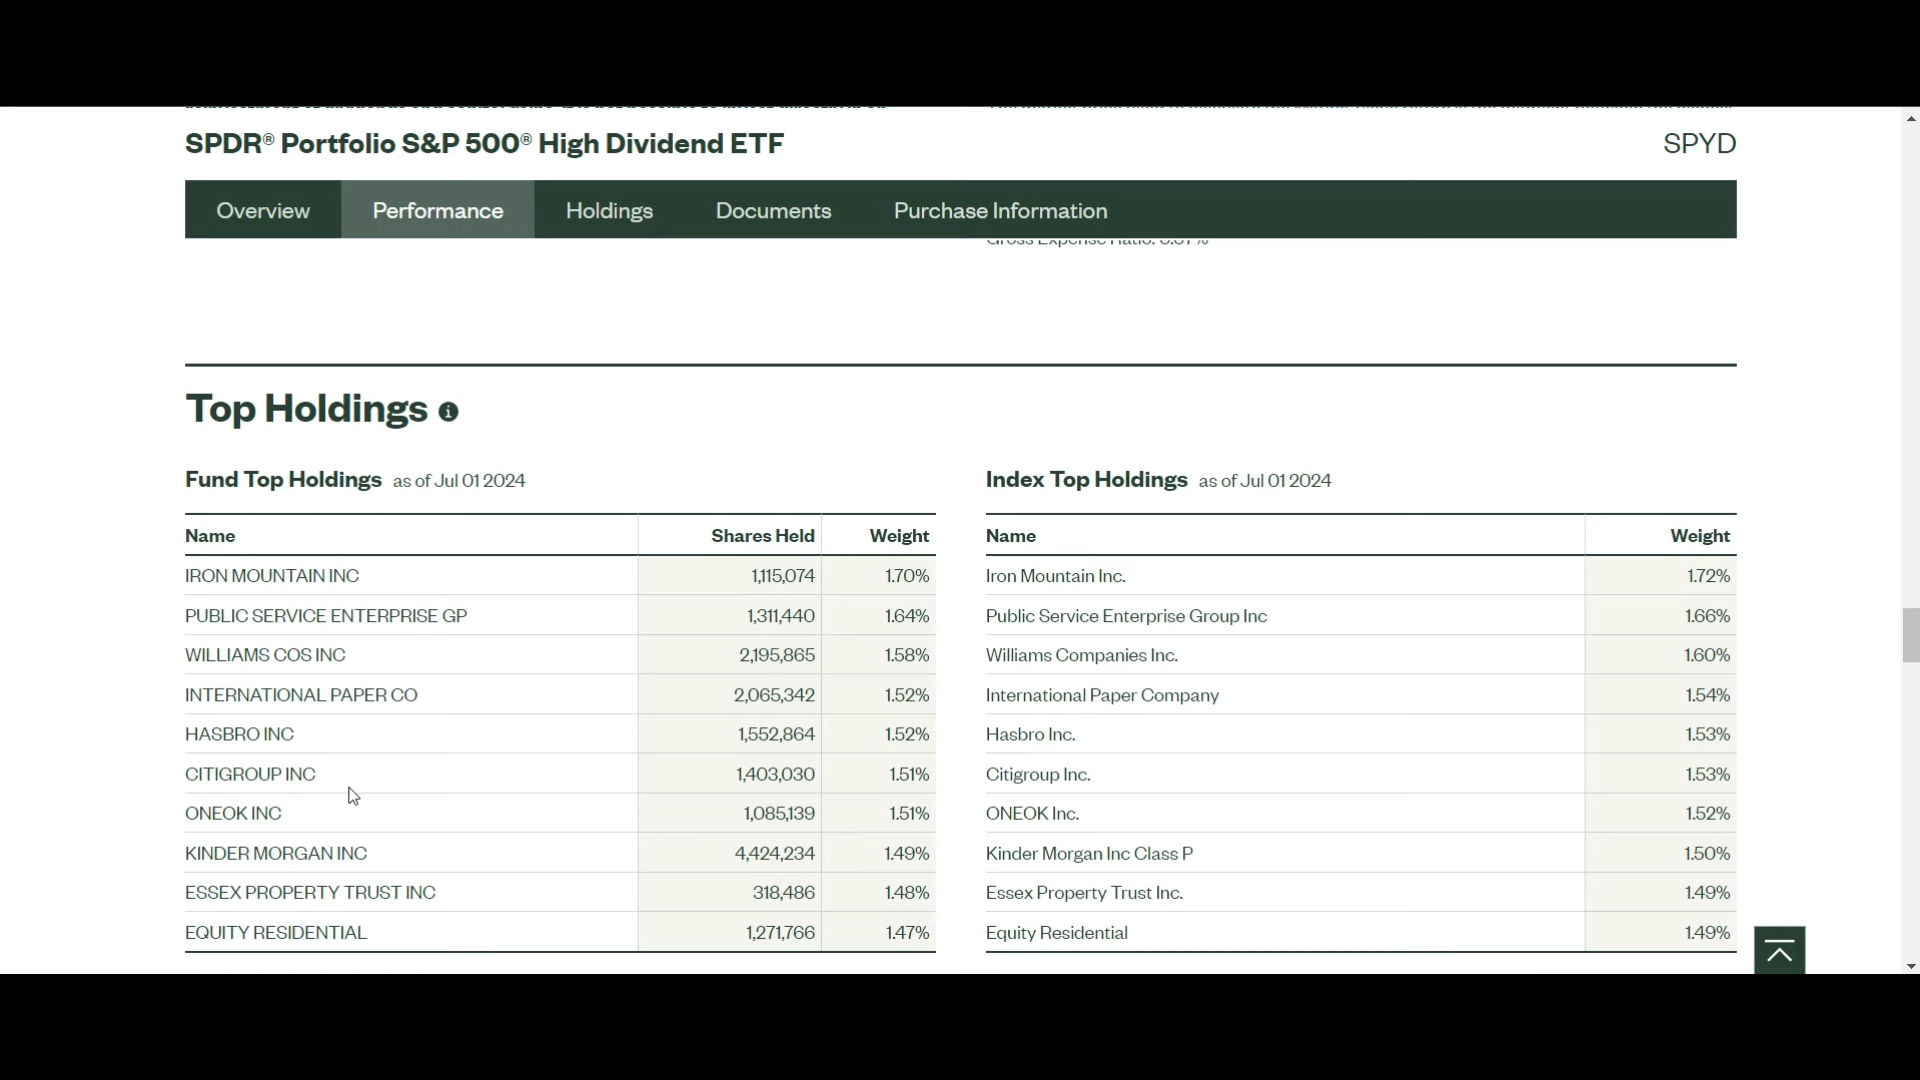 SPDR® Portfolio S&P 500® High Dividend ETF
SPYD
Overview
Performance
Holdings
Documents
Purchase Information
Top Holdings
Fund Top Holdings as of Jul 01 2024
Name Shares Held Weight
IRON MOUNTAIN INC 1,115,074 1.70%
PUBLIC SERVICE ENTERPRISE GP 1,311,440 1.64%
WILLIAMS COS INC 2,195,865 1.58%
INTERNATIONAL PAPER CO 2,065,342 1.52%
HASBRO INC 1,552,864 1.52%
CITIGROUP INC 1,403,030 1.51%
ONEOK INC 1,085,139 1.51%
KINDER MORGAN INC 4,424,234 1.49%
ESSEX PROPERTY TRUST INC 318,486 1.48%
EQUITY RESIDENTIAL 1,271,766 1.47%
Index Top Holdings as of Jul 01 2024
Name Weight
Iron Mountain Inc. 1.72%
Public Service Enterprise Group Inc 1.66%
Williams Companies Inc. 1.60%
International Paper Company 1.54%
Hasbro Inc. 1.53%
Citigroup Inc. 1.53%
ONEOK Inc. 1.52%
Kinder Morgan Inc Class P 1.50%
Essex Property Trust Inc. 1.49%
Equity Residential 1.49%